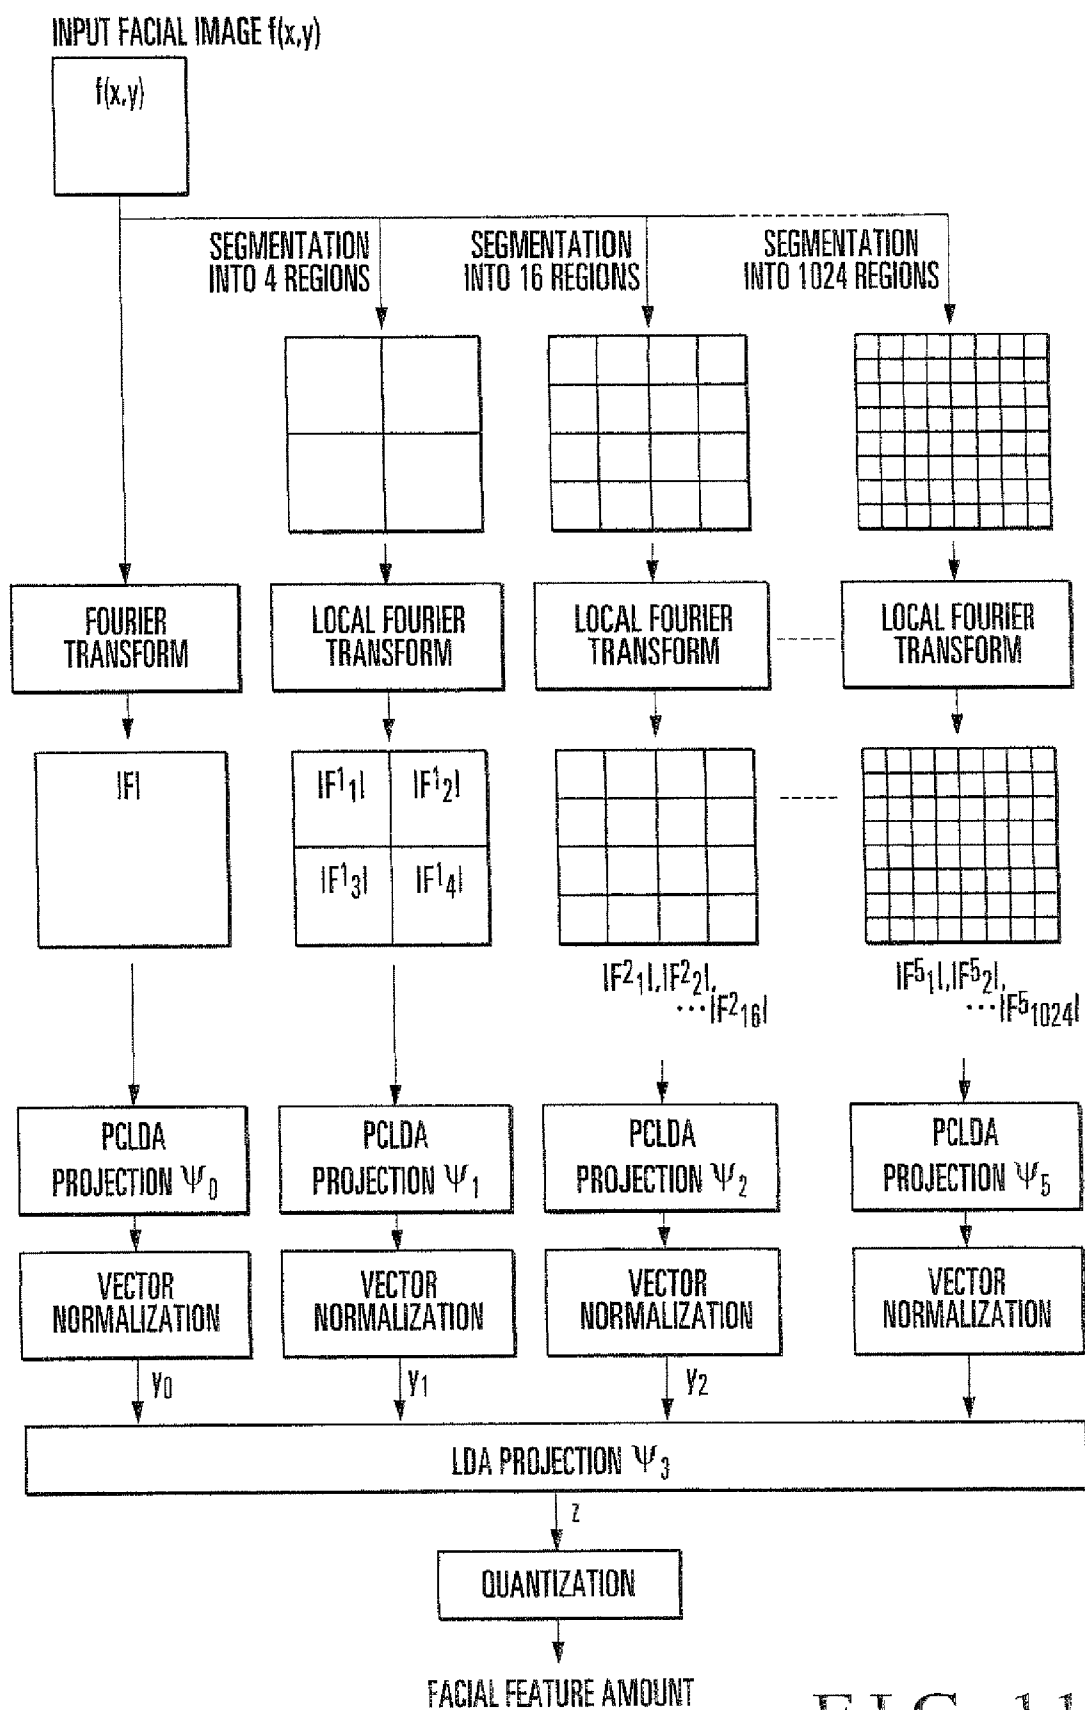 INPUT FACIAL IMAGE f(x,y)
f(x,y)
SEGMENTATION
INTO 4 REGIONS
SEGMENTATION
INTO 16 REGIONS
SEGMENTATION
INTO 1024 REGIONS
FOURIER
TRANSFORM
LOCAL FOURIER
TRANSFORM
LOCAL FOURIER
TRANSFORM
LOCAL FOURIER
TRANSFORM
|F|
|F¹₁|
|F¹₂|
|F¹₃|
|F¹₄|
|F²₁|,|F²₂|,
···|F²₁₆|
|F⁵₁|,|F⁵₂|,
···|F⁵₁₀₂₄|
PCLDA
PROJECTION Ψ₀
PCLDA
PROJECTION Ψ₁
PCLDA
PROJECTION Ψ₂
PCLDA
PROJECTION Ψ₅
VECTOR
NORMALIZATION
VECTOR
NORMALIZATION
VECTOR
NORMALIZATION
VECTOR
NORMALIZATION
y₀
y₁
y₂
LDA PROJECTION Ψ₃
z
QUANTIZATION
FACIAL FEATURE AMOUNT
FIG. 11